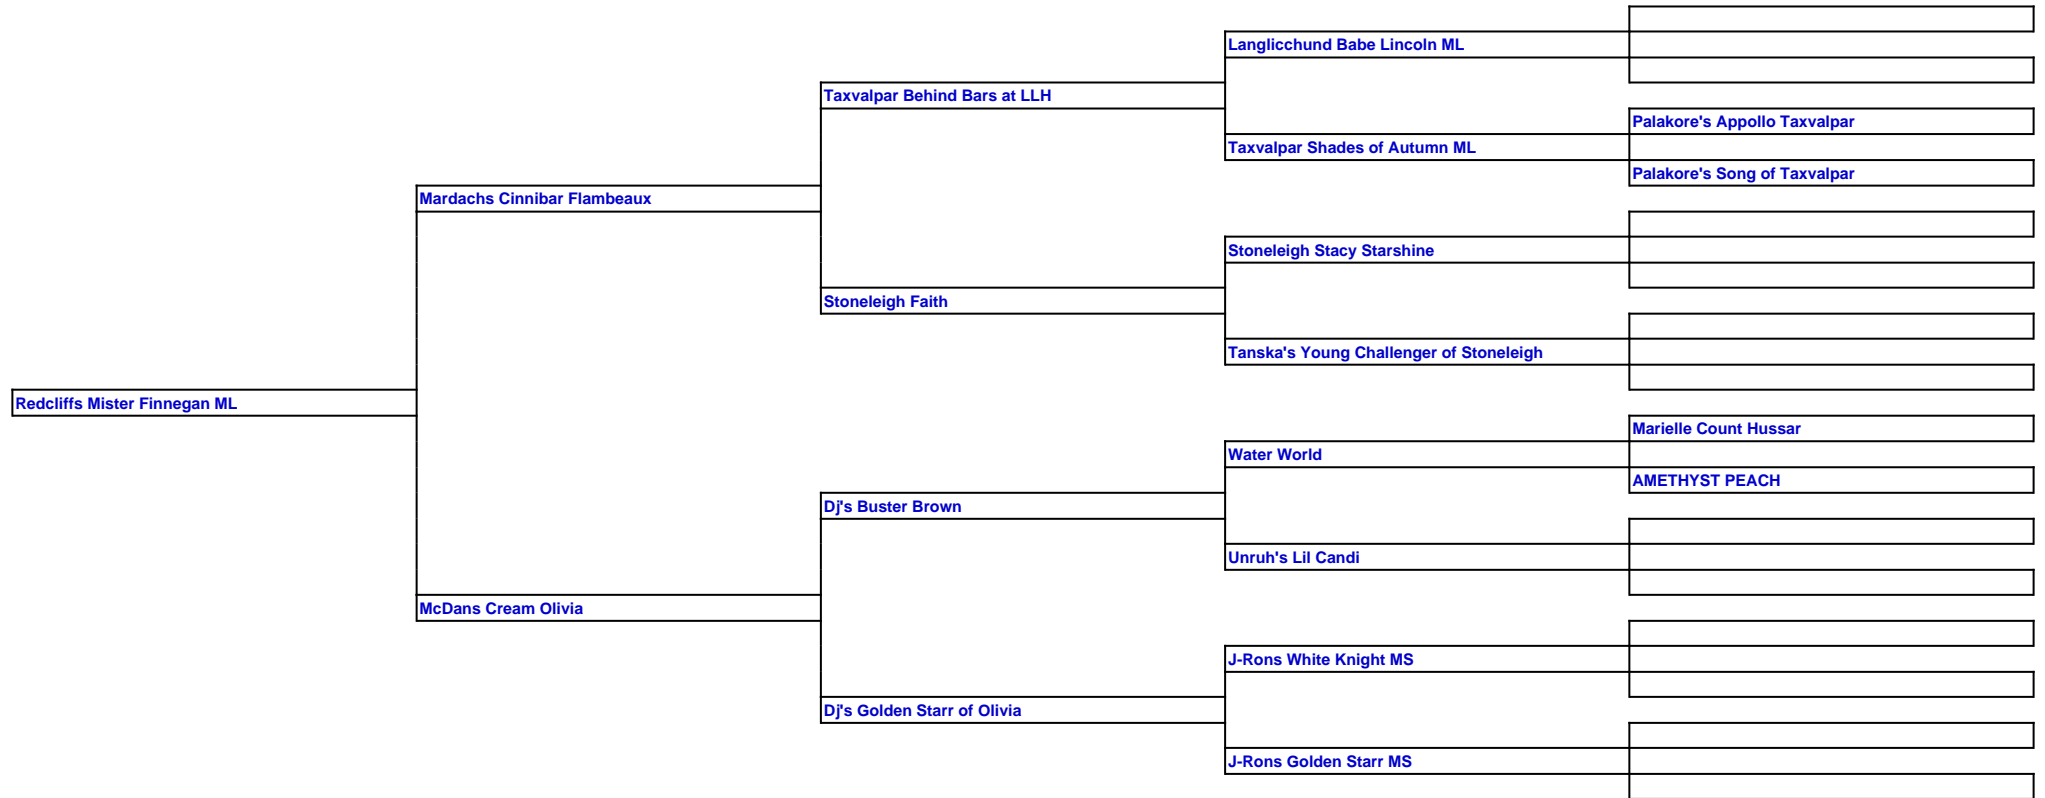 Langlicchund Babe Lincoln ML
Taxvalpar Behind Bars at LLH
Palakore's Appollo Taxvalpar
Taxvalpar Shades of Autumn ML
Palakore's Song of Taxvalpar
Mardachs Cinnibar Flambeaux
Stoneleigh Stacy Starshine
Stoneleigh Faith
Tanska's Young Challenger of Stoneleigh
Redcliffs Mister Finnegan ML
Marielle Count Hussar
Water World
AMETHYST PEACH
Dj's Buster Brown
Unruh's Lil Candi
McDans Cream Olivia
J-Rons White Knight MS
Dj's Golden Starr of Olivia
J-Rons Golden Starr MS